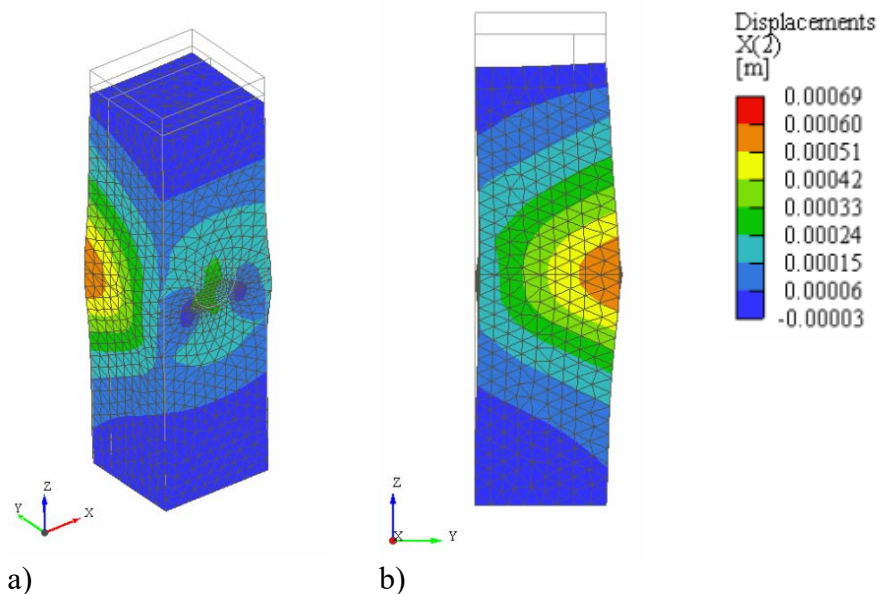 Displacements
X(2)
[m]
0.00069
0.00060
0.00051
0.00042
0.00033
0.00024
0.00015
0.00006
-0.00003
Z
Y
X
Z
X
Y
a)
b)